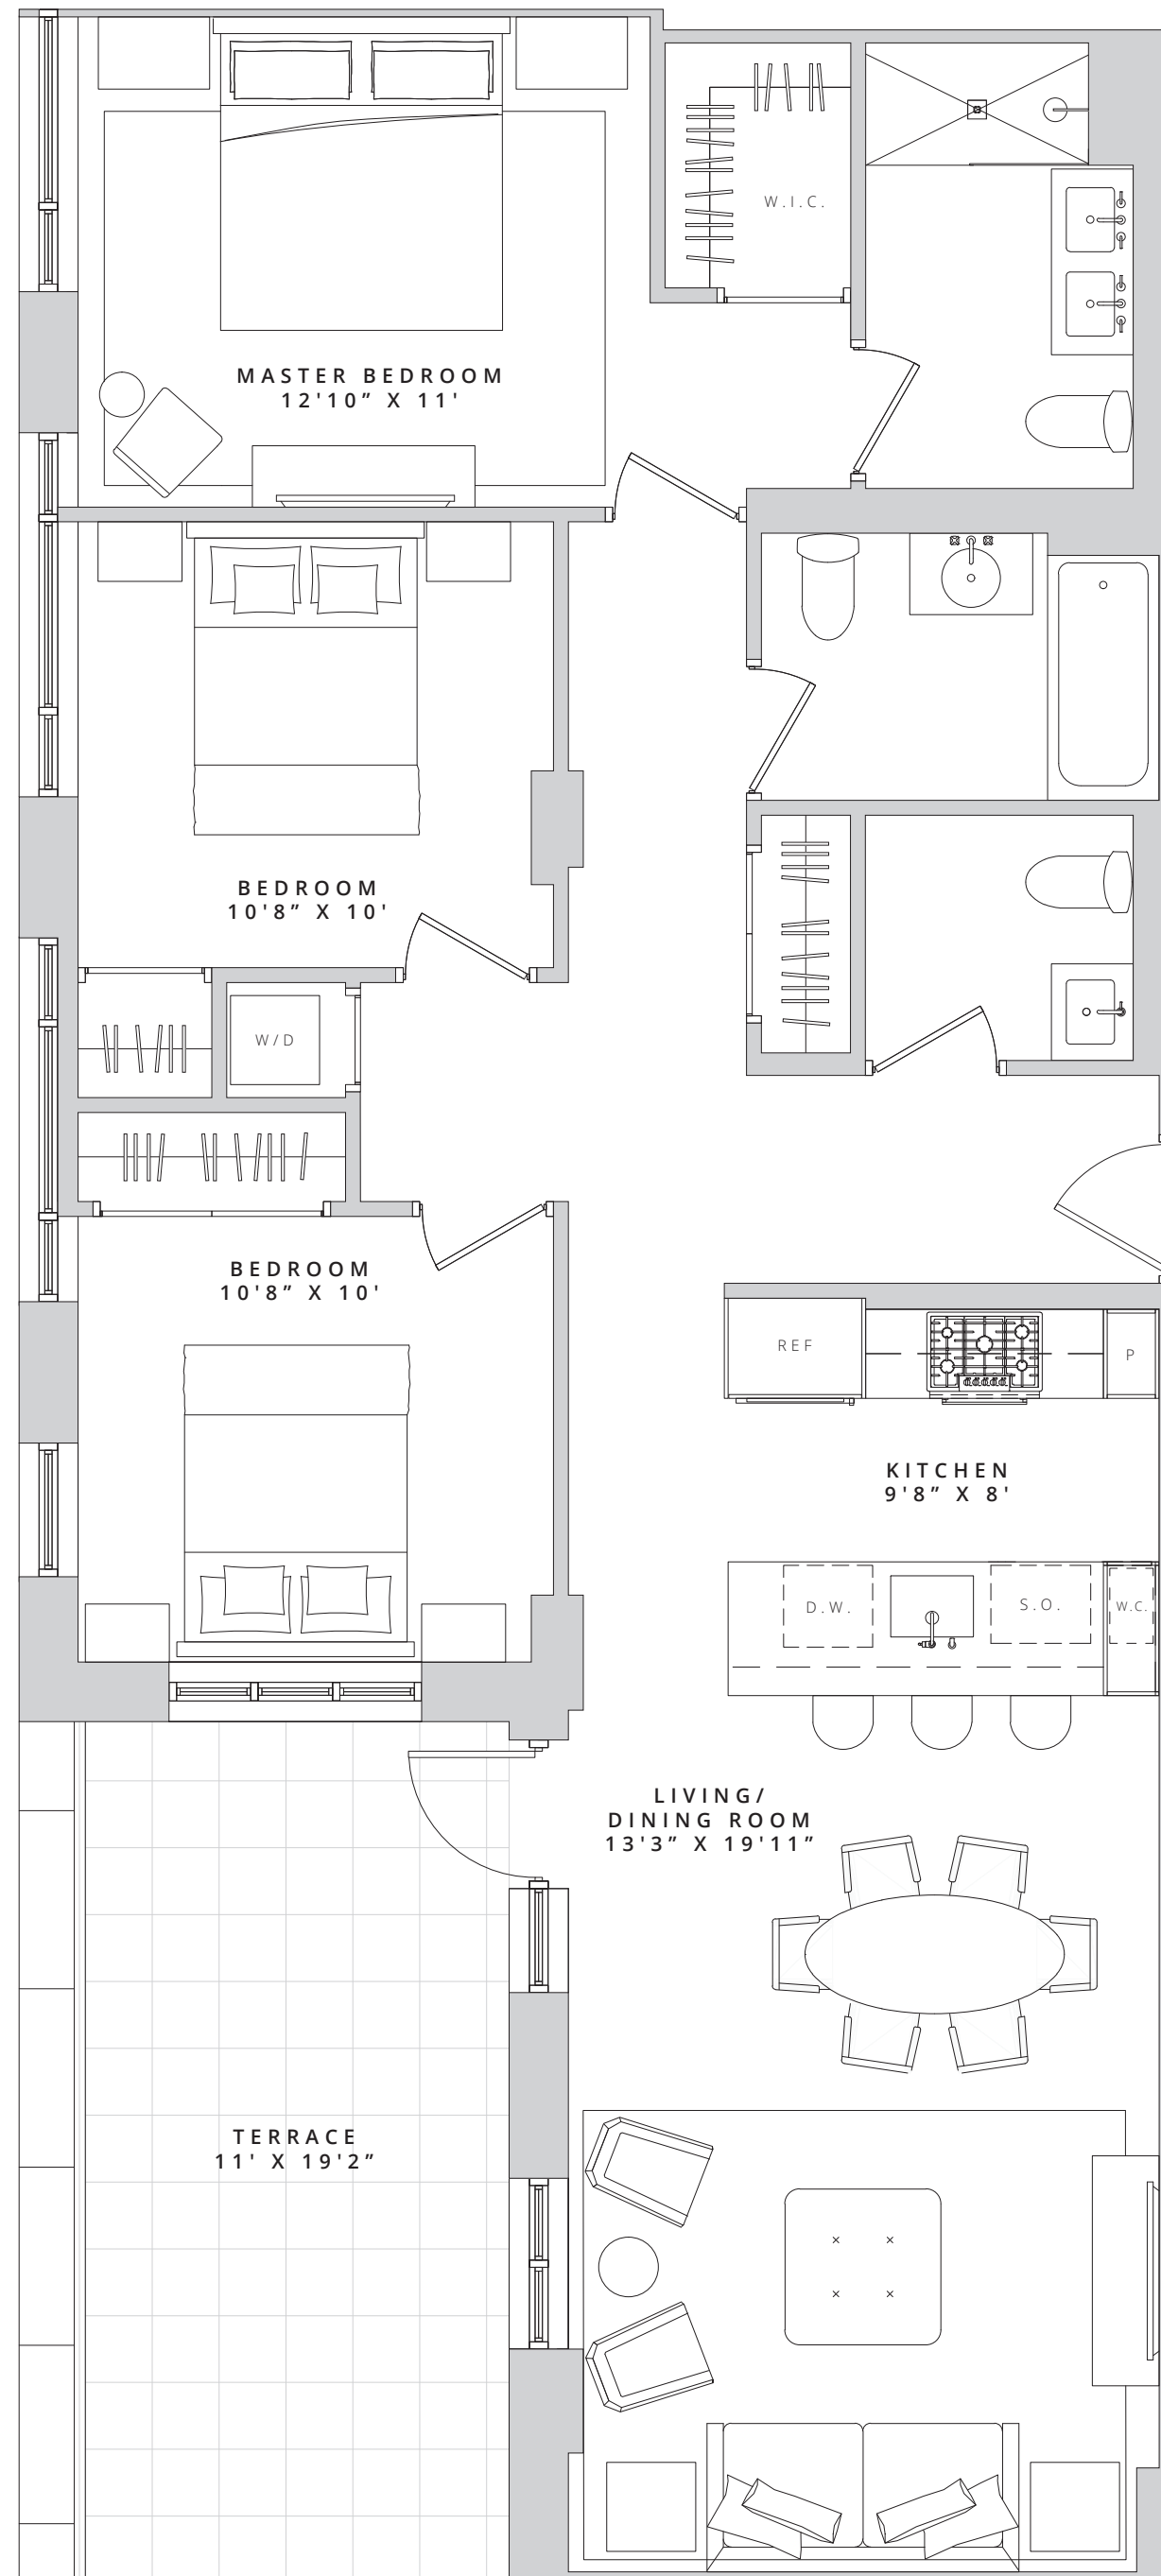 W.I.C.
MASTER BEDROOM
12'10” X 11'
BEDROOM
10'8” X 10'
W/D
BEDROOM
10'8” X 10'
REF
P
KITCHEN
9'8” X 8'
D.W.
S.O.
W.C.
LIVING/
DINING ROOM
13'3” X 19'11”
TERRACE
11' X 19'2”